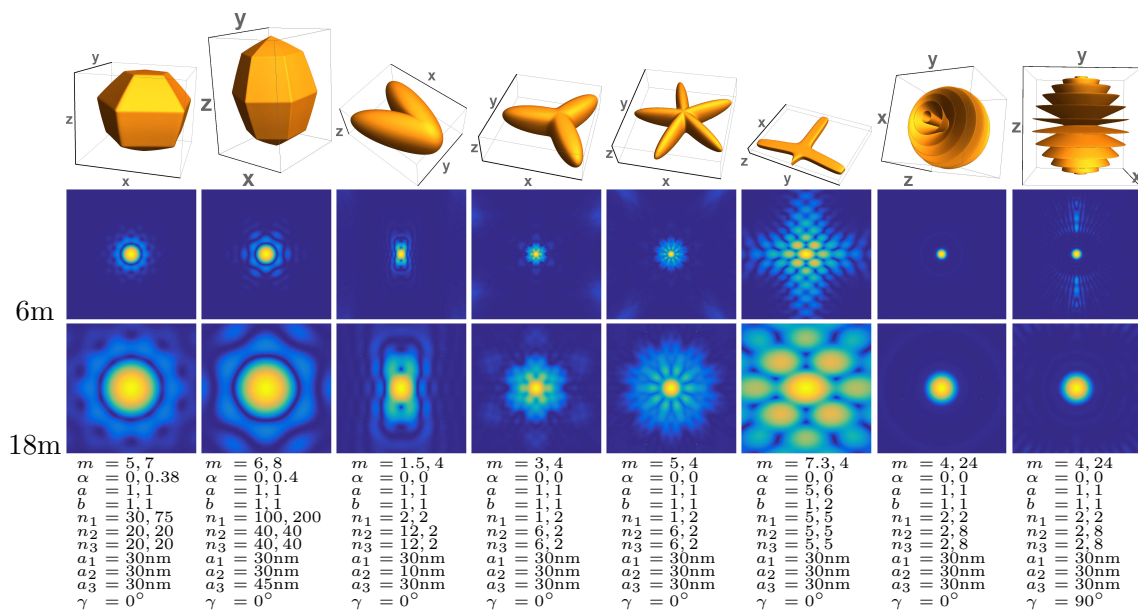 y
z
x
y
z
x
x
z
y
y
z
x
y
z
x
x
z
y
y
x
z
y
z
x
6m
18m
m = 5, 7
α = 0, 0.38
a = 1, 1
b = 1, 1
n₁ = 30, 75
n₂ = 20, 20
n₃ = 20, 20
a₁ = 30nm
a₂ = 30nm
a₃ = 30nm
γ = 0°
m = 6, 8
α = 0, 0.4
a = 1, 1
b = 1, 1
n₁ = 100, 200
n₂ = 40, 40
n₃ = 40, 40
a₁ = 30nm
a₂ = 30nm
a₃ = 45nm
γ = 0°
m = 1.5, 4
α = 0, 0
a = 1, 1
b = 1, 1
n₁ = 2, 2
n₂ = 12, 2
n₃ = 12, 2
a₁ = 30nm
a₂ = 10nm
a₃ = 30nm
γ = 0°
m = 3, 4
α = 0, 0
a = 1, 1
b = 1, 1
n₁ = 1, 2
n₂ = 6, 2
n₃ = 6, 2
a₁ = 30nm
a₂ = 30nm
a₃ = 30nm
γ = 0°
m = 5, 4
α = 0, 0
a = 1, 1
b = 1, 1
n₁ = 1, 2
n₂ = 6, 2
n₃ = 6, 2
a₁ = 30nm
a₂ = 30nm
a₃ = 30nm
γ = 0°
m = 7.3, 4
α = 0, 0
a = 5, 6
b = 1, 2
n₁ = 5, 5
n₂ = 5, 5
n₃ = 5, 5
a₁ = 30nm
a₂ = 30nm
a₃ = 30nm
γ = 0°
m = 4, 24
α = 0, 0
a = 1, 1
b = 1, 1
n₁ = 2, 2
n₂ = 2, 8
n₃ = 2, 8
a₁ = 30nm
a₂ = 30nm
a₃ = 30nm
γ = 0°
m = 4, 24
α = 0, 0
a = 1, 1
b = 1, 1
n₁ = 2, 2
n₂ = 2, 8
n₃ = 2, 8
a₁ = 30nm
a₂ = 30nm
a₃ = 30nm
γ = 90°